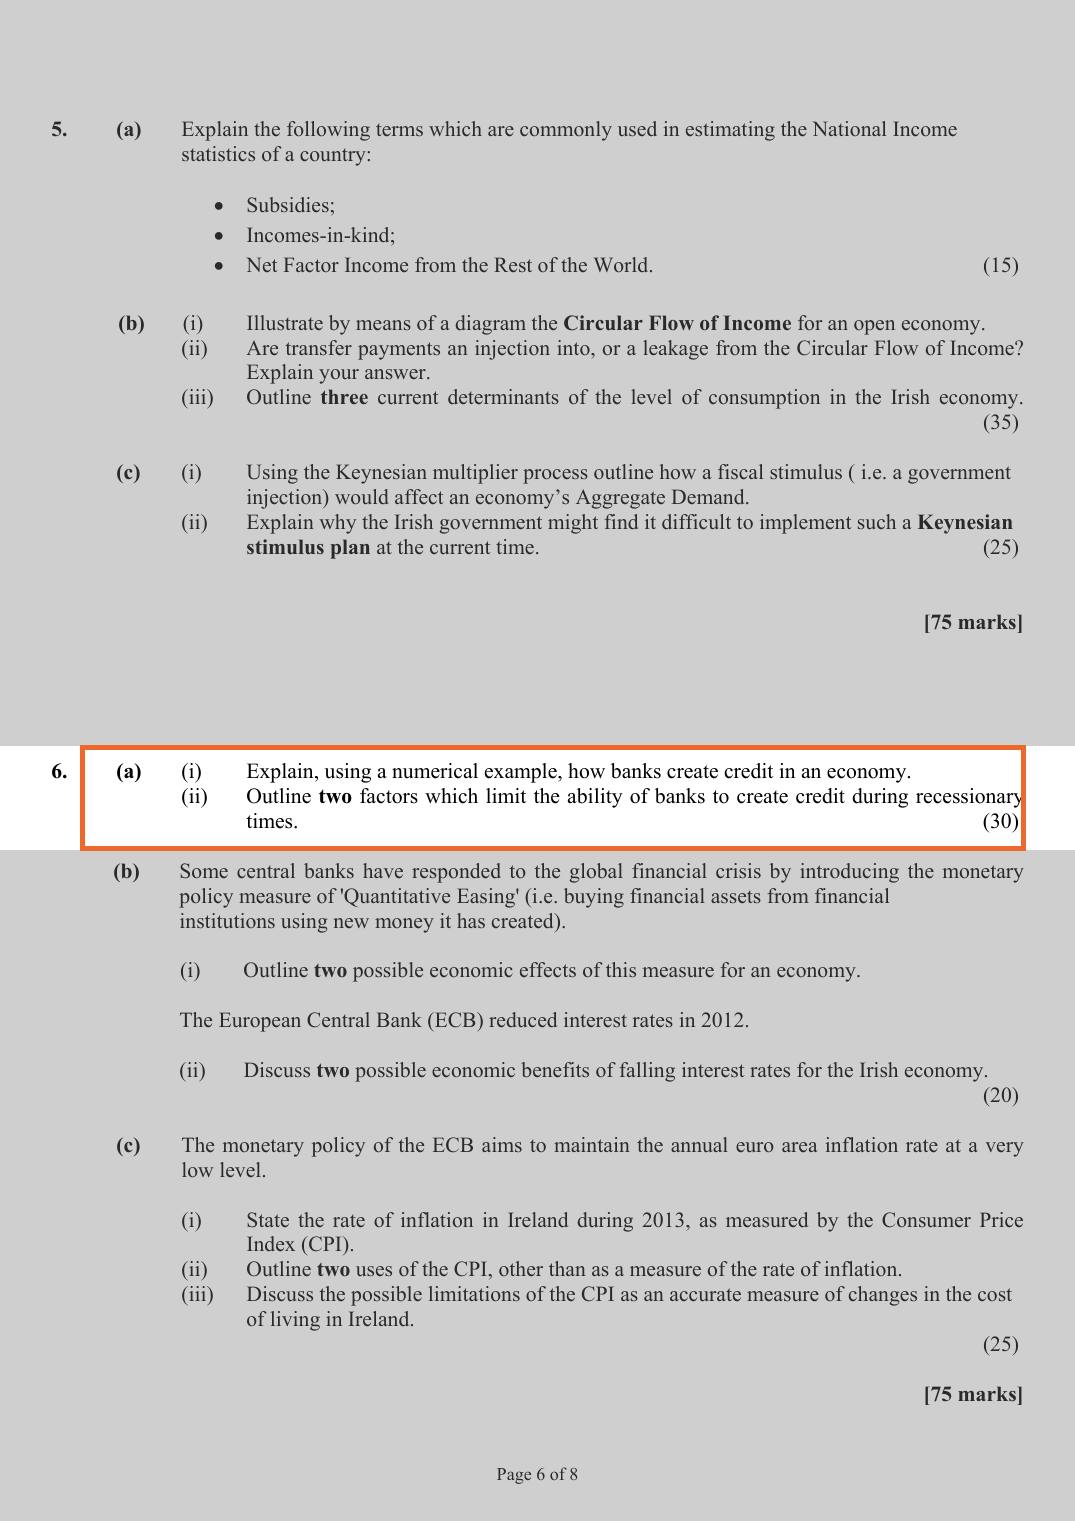 5. (a) Explain the following terms which are commonly used in estimating the National Income
statistics of a country:
• Subsidies;
• Incomes-in-kind;
• Net Factor Income from the Rest of the World. (15)
(b) (i) Illustrate by means of a diagram the Circular Flow of Income for an open economy.
(ii) Are transfer payments an injection into, or a leakage from the Circular Flow of Income?
Explain your answer.
(iii) Outline three current determinants of the level of consumption in the Irish economy.
(35)
(c) (i) Using the Keynesian multiplier process outline how a fiscal stimulus ( i.e. a government
injection) would affect an economy’s Aggregate Demand.
(ii) Explain why the Irish government might find it difficult to implement such a Keynesian
stimulus plan at the current time. (25)
[75 marks]
6. (a) (i) Explain, using a numerical example, how banks create credit in an economy.
(ii) Outline two factors which limit the ability of banks to create credit during recessionary
times. (30)
(b) Some central banks have responded to the global financial crisis by introducing the monetary
policy measure of 'Quantitative Easing' (i.e. buying financial assets from financial
institutions using new money it has created).
(i) Outline two possible economic effects of this measure for an economy.
The European Central Bank (ECB) reduced interest rates in 2012.
(ii) Discuss two possible economic benefits of falling interest rates for the Irish economy.
(20)
(c) The monetary policy of the ECB aims to maintain the annual euro area inflation rate at a very
low level.
(i) State the rate of inflation in Ireland during 2013, as measured by the Consumer Price
Index (CPI).
(ii) Outline two uses of the CPI, other than as a measure of the rate of inflation.
(iii) Discuss the possible limitations of the CPI as an accurate measure of changes in the cost
of living in Ireland.
(25)
[75 marks]
Page 6 of 8